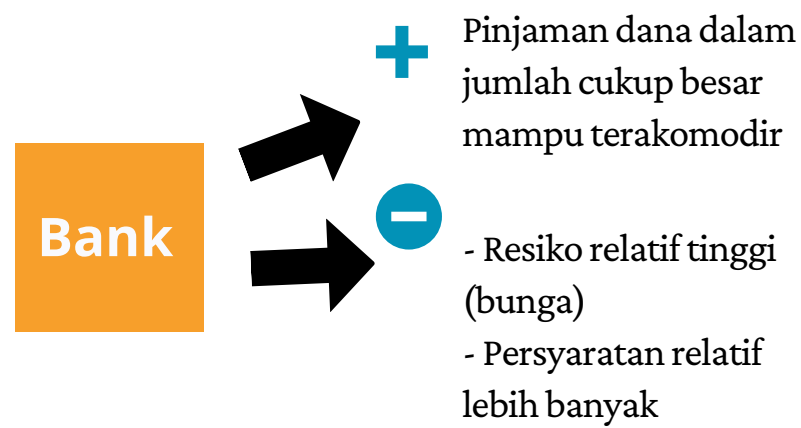 Bank
Pinjaman dana dalam
jumlah cukup besar
mampu terakomodir
- Resiko relatif tinggi
(bunga)
- Persyaratan relatif
lebih banyak